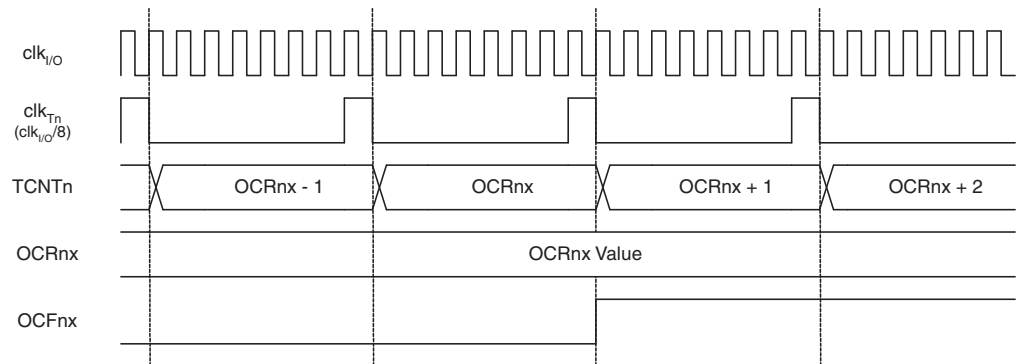 clkI/O
clkTn
(clkI/O/8)
TCNTn
OCRnx - 1
OCRnx
OCRnx + 1
OCRnx + 2
OCRnx
OCRnx Value
OCFnx